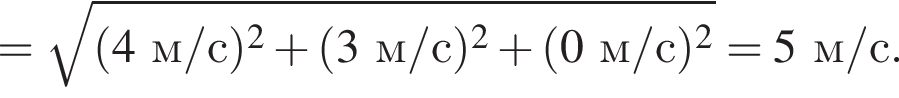 = √((4 м/с)² + (3 м/с)² + (0 м/с)²) = 5 м/с.